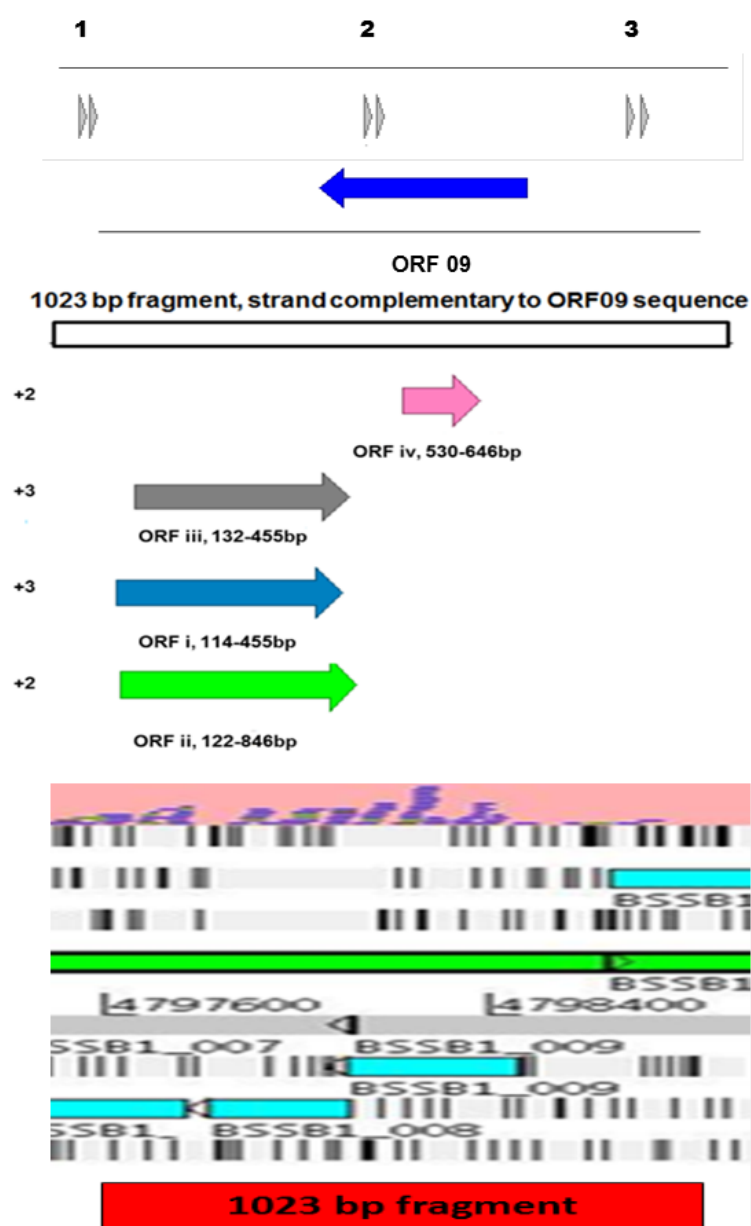 1 2 3
ORF 09
1023 bp fragment, strand complementary to ORF09 sequence
+2
ORF iv, 530-646bp
+3
ORF iii, 132-455bp
+3
ORF i, 114-455bp
+2
ORF ii, 122-846bp
BSSB1
BSSB1
4797600 4798400
SSB1_007 BSSB1_009
BSSB1_009
SSB1_ BSSB1_008
1023 bp fragment